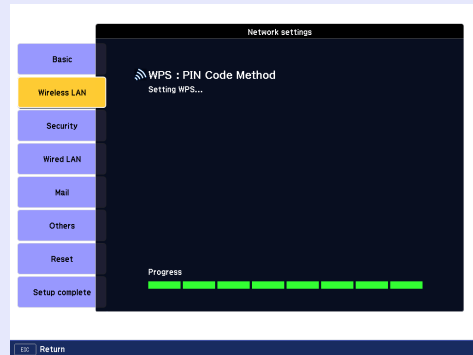 Network settings
Basic
Wireless LAN
Security
Wired LAN
Mail
Others
Reset
Setup complete
WPS : PIN Code Method
Setting WPS...
Progress
ESC Return